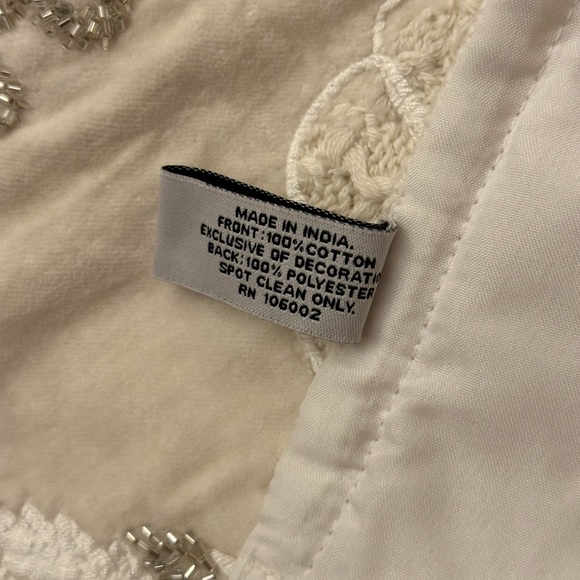 MADE IN INDIA.
FRONT:100% COTTON
EXCLUSIVE OF DECORATIO
BACK:100% POLYESTER
SPOT CLEAN ONLY.
RN 106002